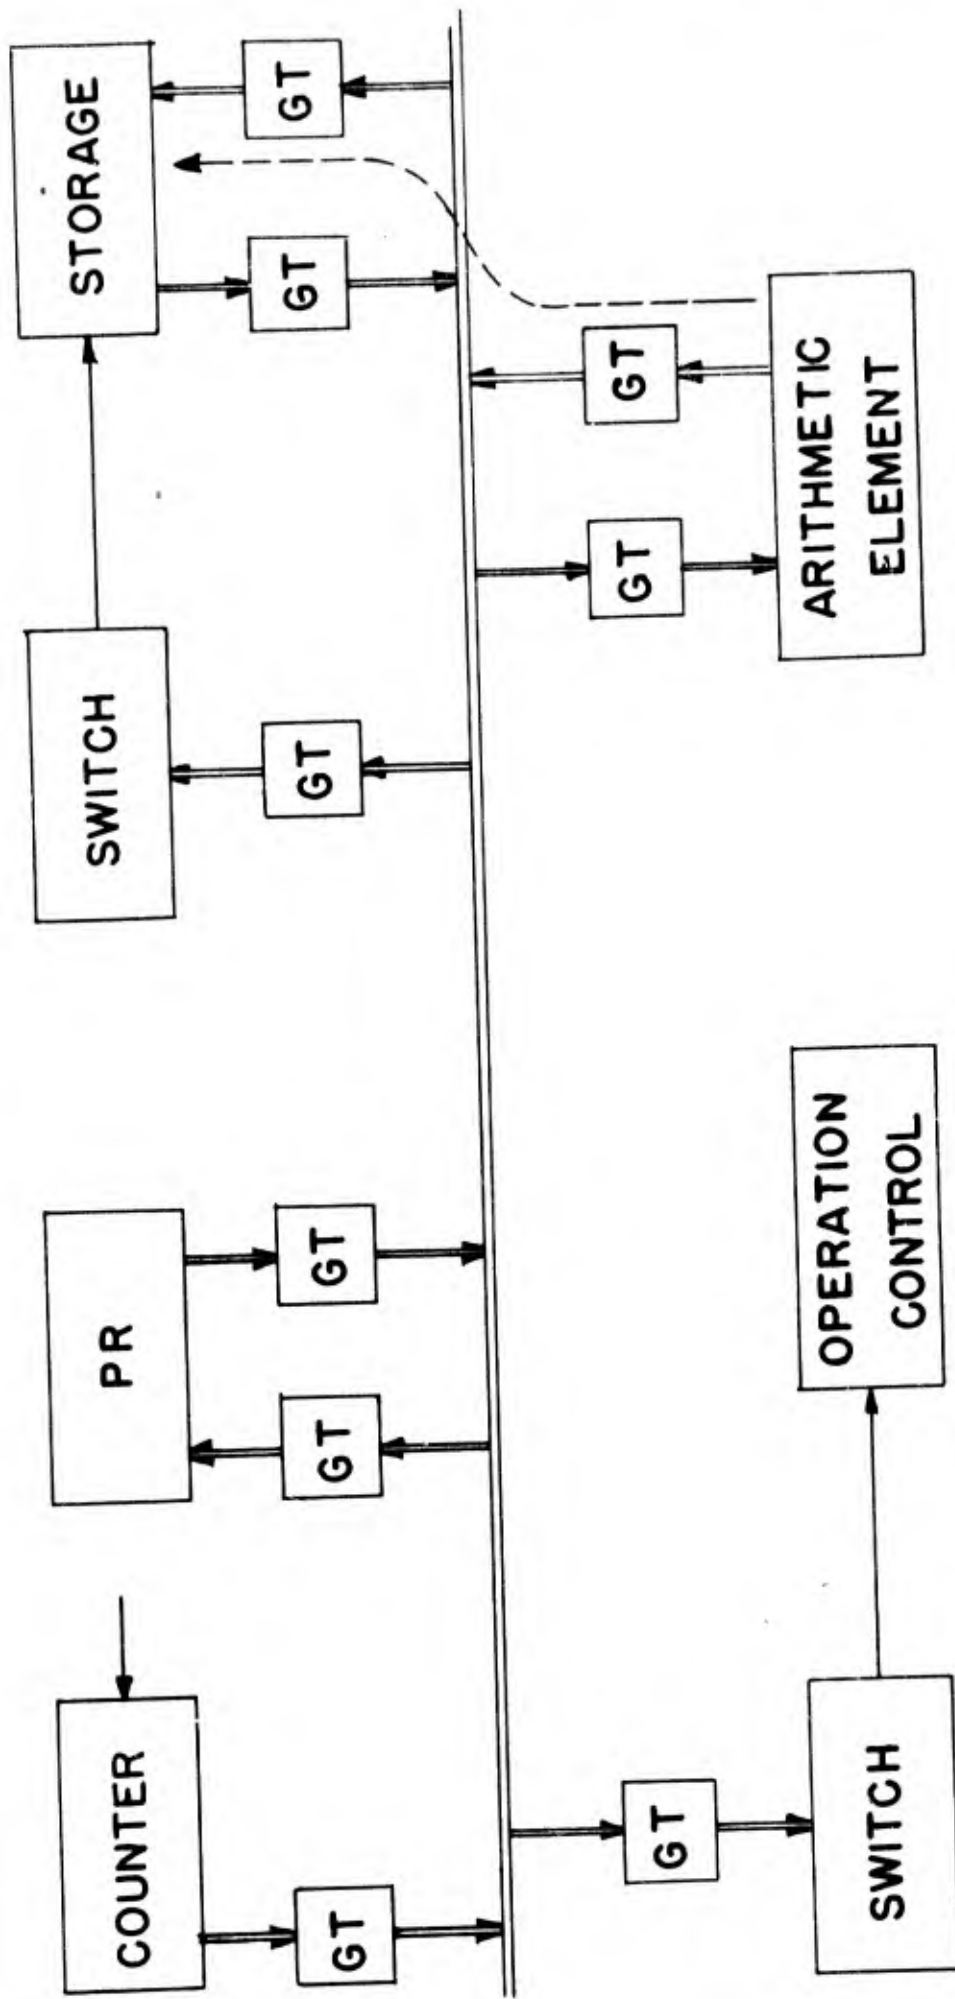 COUNTER
PR
SWITCH
STORAGE
GT
GT
GT
GT
GT
GT
GT
GT
GT
SWITCH
OPERATION
CONTROL
ARITHMETIC
ELEMENT